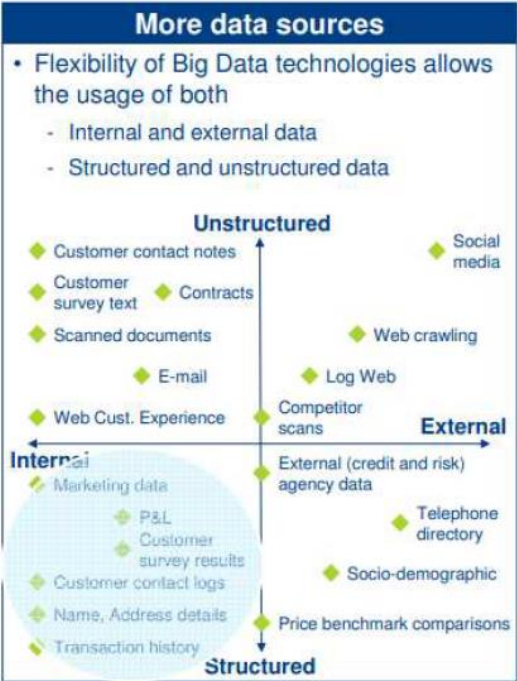 More data sources
• Flexibility of Big Data technologies allows
the usage of both
- Internal and external data
- Structured and unstructured data
Unstructured
Customer contact notes
Social
media
Customer
survey text
Contracts
Scanned documents
Web crawling
E-mail
Log Web
Web Cust. Experience
Competitor
scans
External
Internal
Marketing data
External (credit and risk)
agency data
P&L
Telephone
directory
Customer
survey results
Customer contact logs
Socio-demographic
Name, Address details
Price benchmark comparisons
Transaction history
Structured